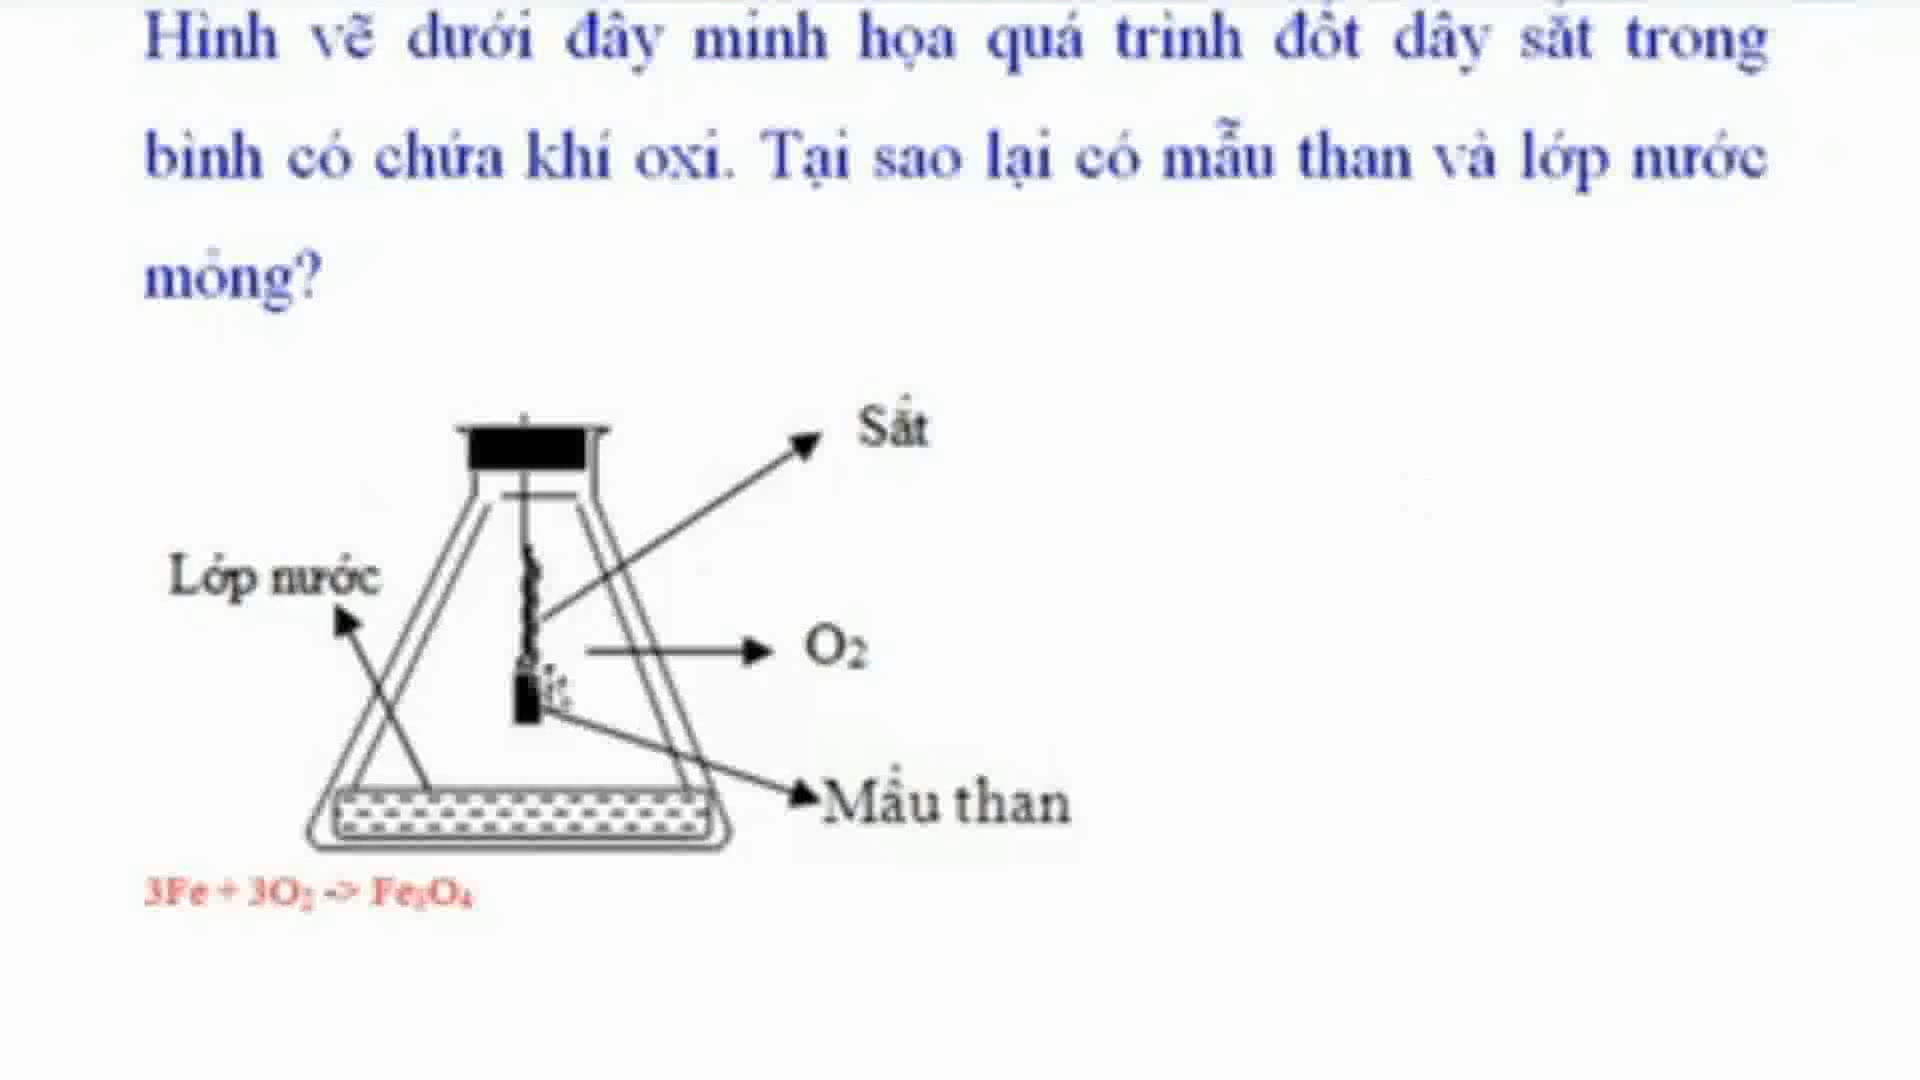 Hình vẽ dưới đây minh họa quá trình đốt dây sắt trong
bình có chứa khí oxi. Tại sao lại có mẫu than và lớp nước
mỏng?
Sắt
Lớp nước
O₂
Mẩu than
3Fe + 3O₂ -> Fe₃O₄